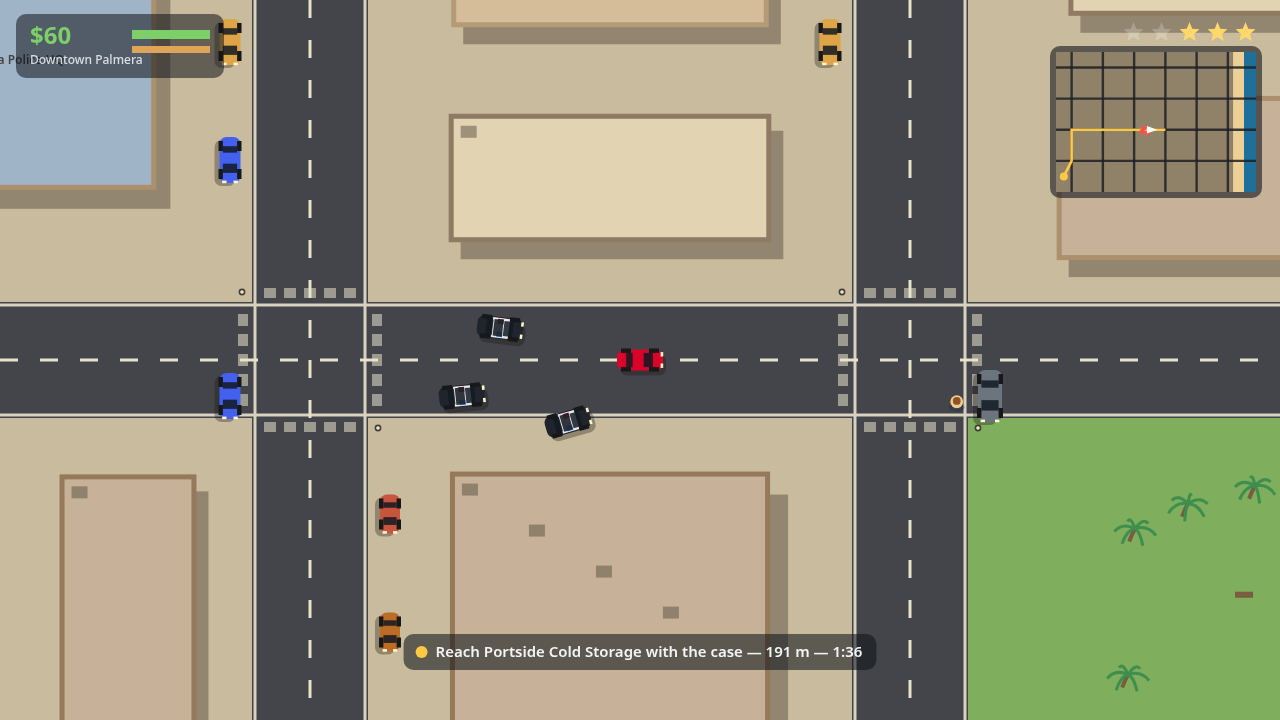 $60
Downtown Palmera
Reach Portside Cold Storage with the case — 191 m — 1:36